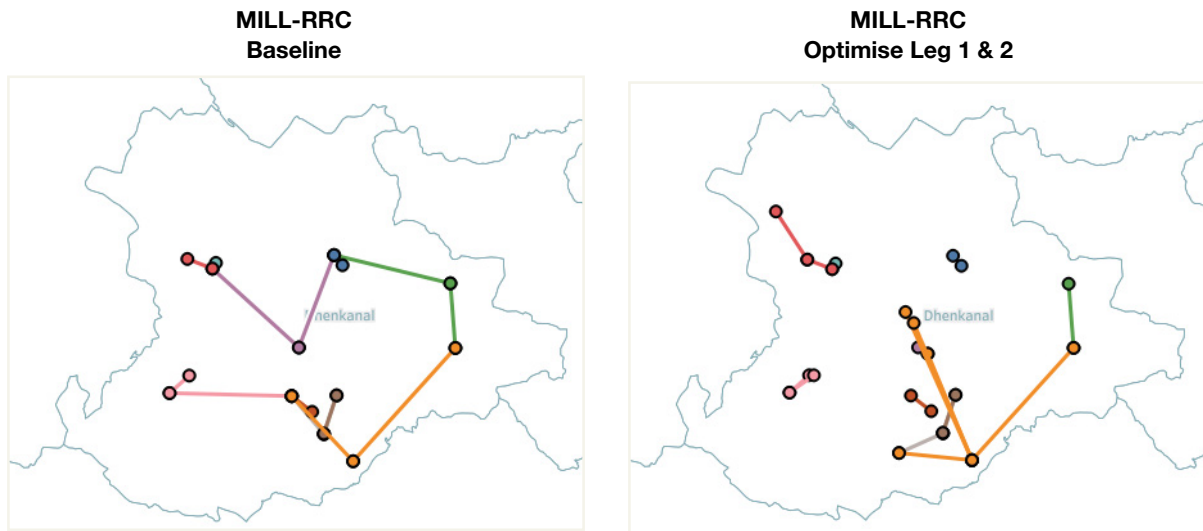 MILL-RRC
Baseline
MILL-RRC
Optimise Leg 1 & 2
Dhenkanal
Dhenkanal